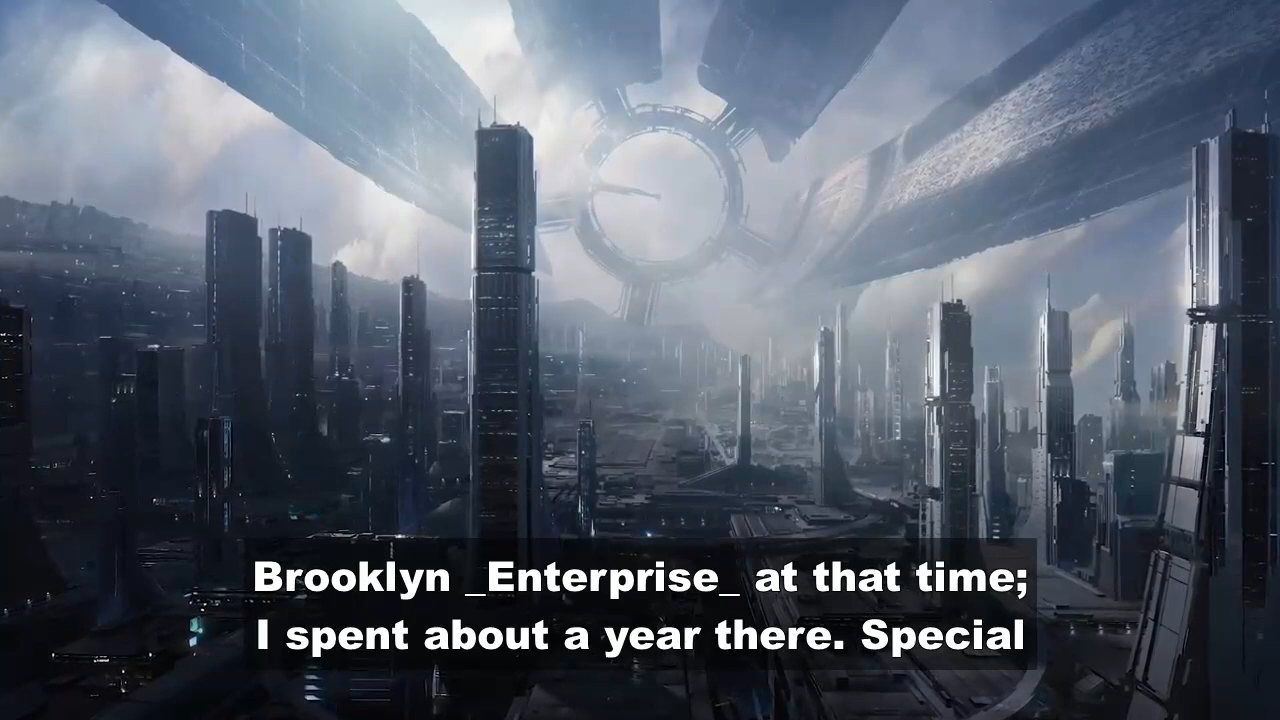 Brooklyn _Enterprise_ at that time;
I spent about a year there. Special